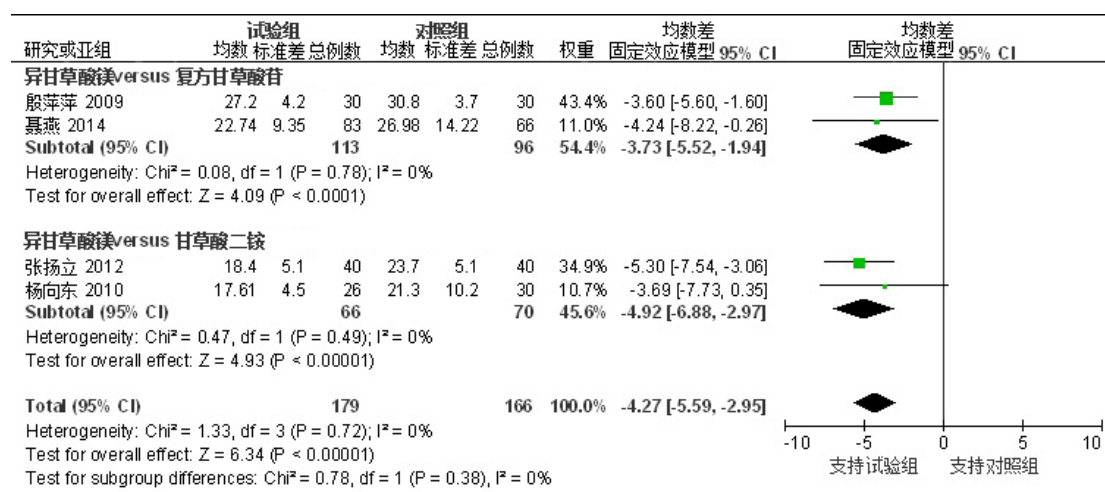 试验组 对照组 均数差 均数差
研究或亚组 均数 标准差 总例数 均数 标准差 总例数 权重 固定效应模型 95% CI 固定效应模型 95% CI
异甘草酸镁versus 复方甘草酸苷
殷萍萍 2009 27.2 4.2 30 30.8 3.7 30 43.4% -3.60 [-5.60, -1.60]
聂燕 2014 22.74 9.35 83 26.98 14.22 66 11.0% -4.24 [-8.22, -0.26]
Subtotal (95% CI) 113 96 54.4% -3.73 [-5.52, -1.94]
Heterogeneity: Chi² = 0.08, df = 1 (P = 0.78); I² = 0%
Test for overall effect: Z = 4.09 (P < 0.0001)
异甘草酸镁versus 甘草酸二铵
张扬立 2012 18.4 5.1 40 23.7 5.1 40 34.9% -5.30 [-7.54, -3.06]
杨向东 2010 17.61 4.5 26 21.3 10.2 30 10.7% -3.69 [-7.73, 0.35]
Subtotal (95% CI) 66 70 45.6% -4.92 [-6.88, -2.97]
Heterogeneity: Chi² = 0.47, df = 1 (P = 0.49); I² = 0%
Test for overall effect: Z = 4.93 (P < 0.00001)
Total (95% CI) 179 166 100.0% -4.27 [-5.59, -2.95]
Heterogeneity: Chi² = 1.33, df = 3 (P = 0.72); I² = 0%
Test for overall effect: Z = 6.34 (P < 0.00001)
Test for subgroup differences: Chi² = 0.78, df = 1 (P = 0.38), I² = 0%
-10 -5 0 5 10
支持试验组 支持对照组